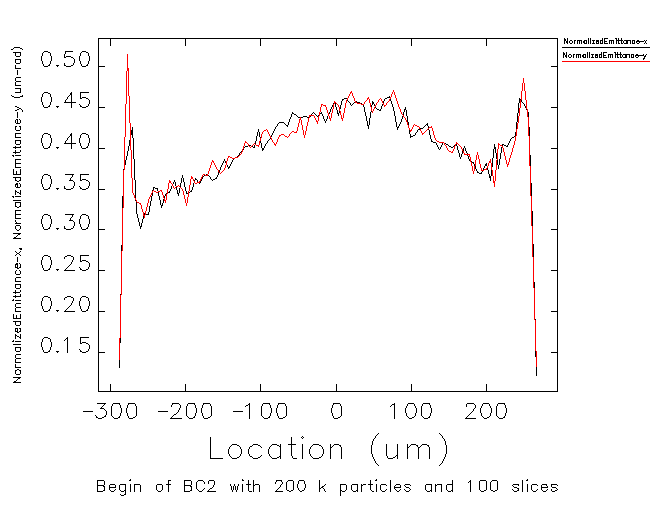 NormalizedEmittance-x
NormalizedEmittance-y
NormalizedEmittance-x, NormalizedEmittance-y (um-rad)
0.50
0.45
0.40
0.35
0.30
0.25
0.20
0.15
-300 -200 -100 0 100 200
Location (um)
Begin of BC2 with 200 k particles and 100 slices